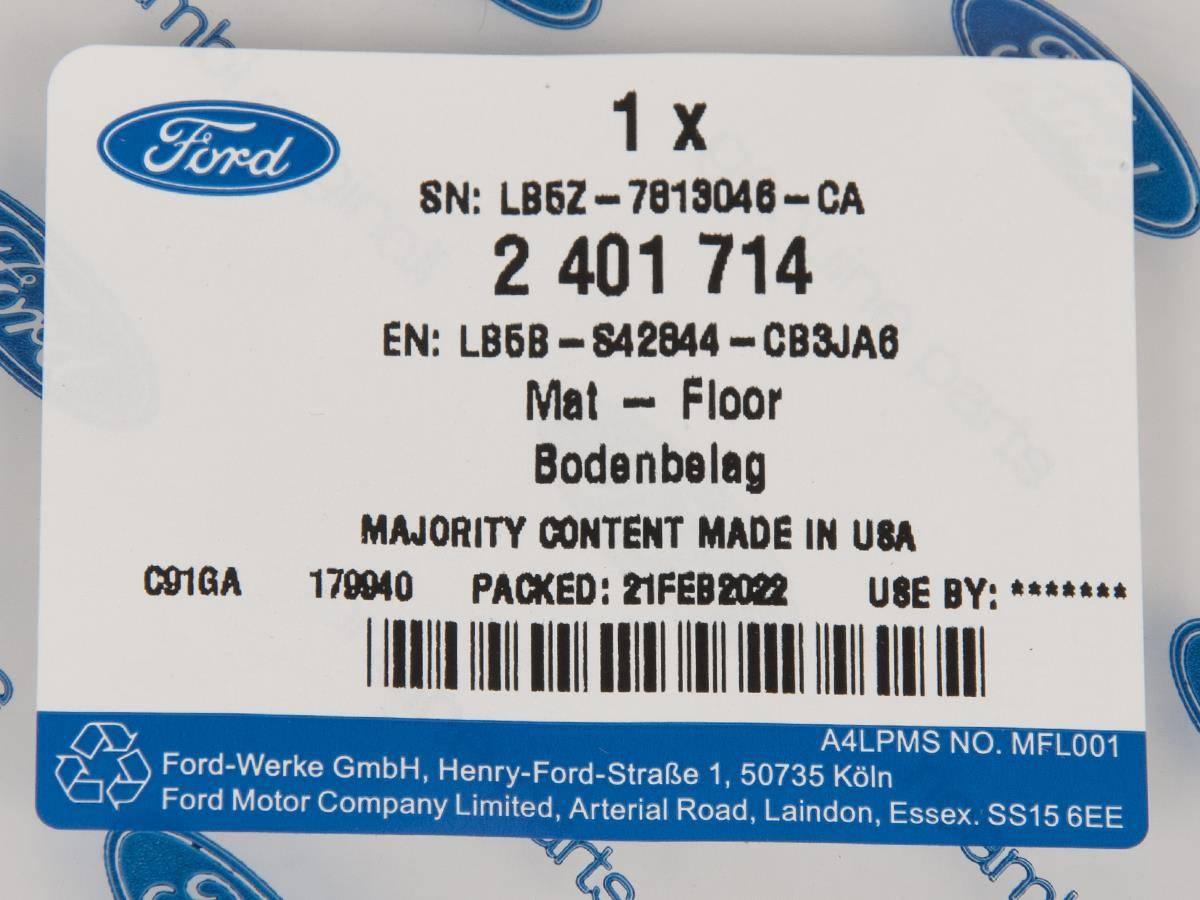 Ford
1 x
SN: LB5Z – 7813046 – CA
2 401 714
EN: LB5B – S42844 – CB3JA6
Mat – Floor
Bodenbelag
MAJORITY CONTENT MADE IN USA
C91GA 179940 PACKED: 21FEB2022 USE BY: *******
A4LPMS NO. MFL001
Ford-Werke GmbH, Henry-Ford-Straße 1, 50735 Köln
Ford Motor Company Limited, Arterial Road, Laindon, Essex. SS15 6EE